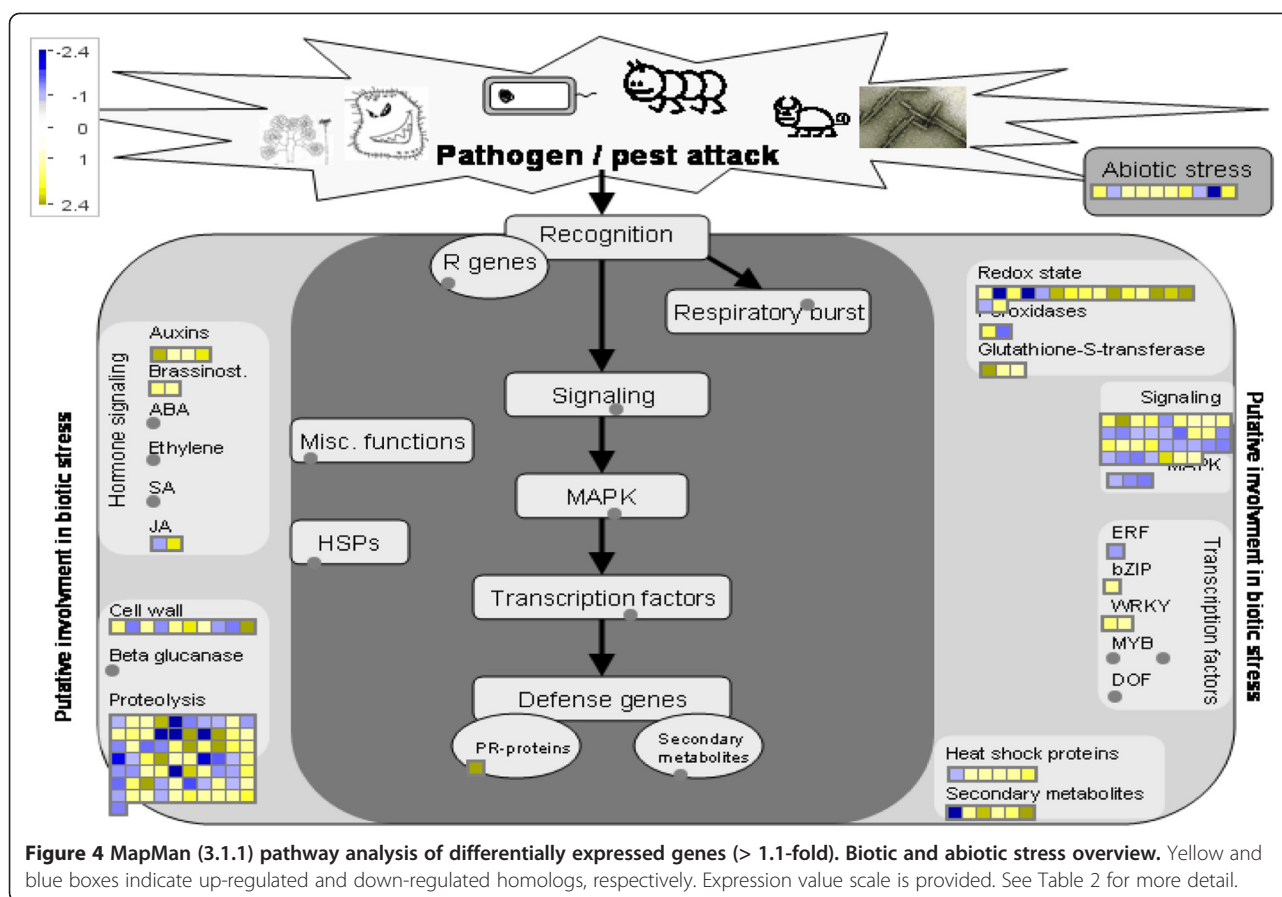 -2.4
-1
0
1
2.4
Pathogen / pest attack
Abiotic stress
Recognition
R genes
Respiratory burst
Redox state
Peroxidases
Glutathione-S-transferase
Auxins
Brassinost.
ABA
Ethylene
SA
JA
Hormone signaling
Putative involvment in biotic stress
Signaling
Misc. functions
MAPK
HSPs
Transcription factors
Defense genes
PR-proteins
Secondary
metabolites
Signaling
MAPK
Putative involvment in biotic stress
ERF
bZIP
WRKY
MYB
DOF
Transcription factors
Cell wall
Beta glucanase
Proteolysis
Heat shock proteins
Secondary metabolites
Figure 4 MapMan (3.1.1) pathway analysis of differentially expressed genes (> 1.1-fold). Biotic and abiotic stress overview. Yellow and
blue boxes indicate up-regulated and down-regulated homologs, respectively. Expression value scale is provided. See Table 2 for more detail.